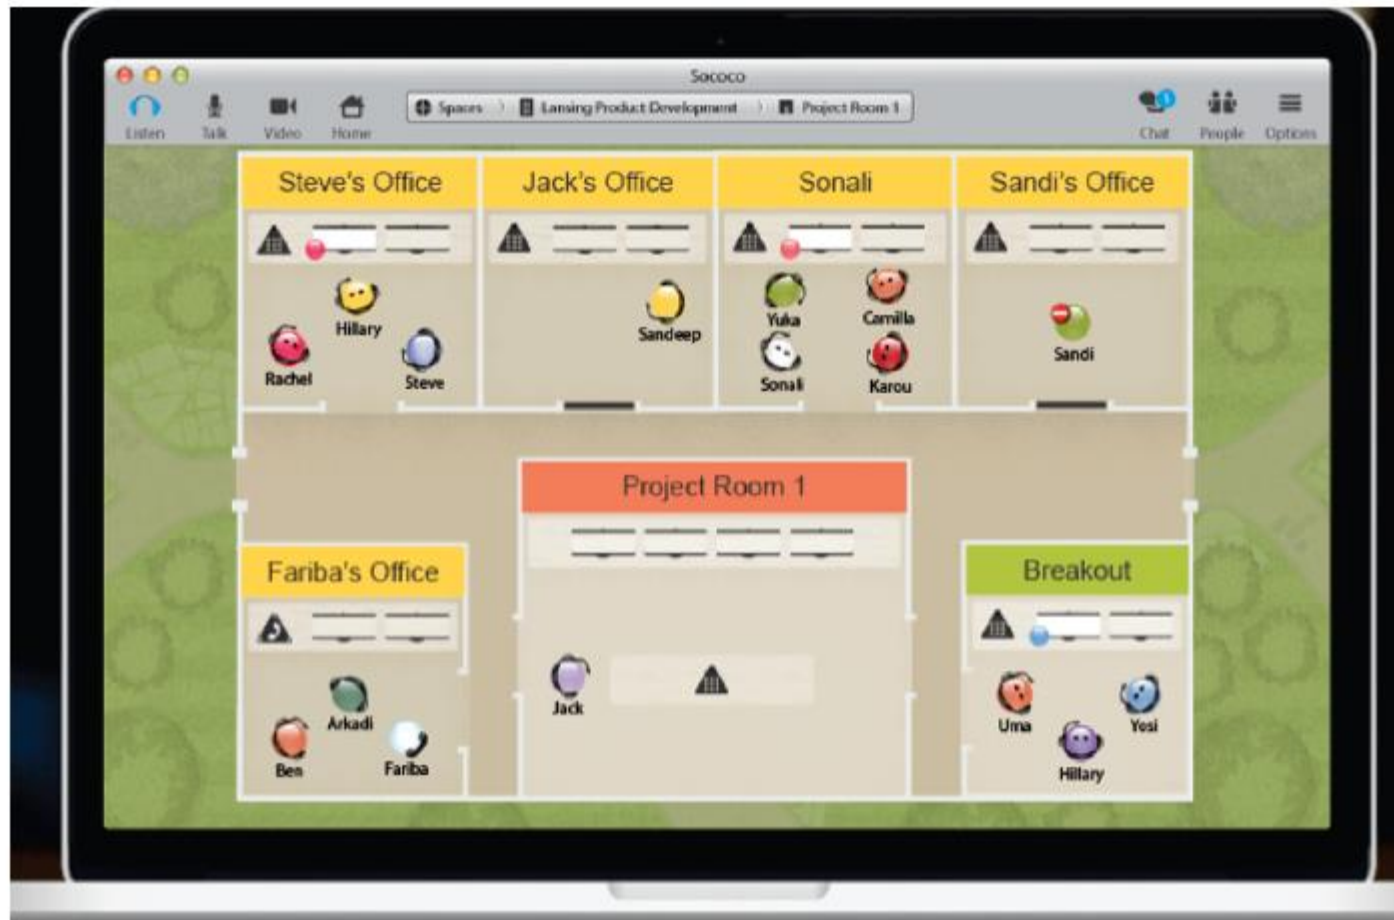 Sococo
Listen
Talk
Video
Home
Spaces
Lansing Product Development
Project Room 1
Chat
1
People
Options
Steve's Office
Jack's Office
Sonali
Sandi's Office
Hillary
Rachel
Steve
Sandeep
Yuka
Camilla
Sonali
Karou
Sandi
Project Room 1
Fariba's Office
Breakout
Arkadi
Ben
Fariba
Jack
Uma
Yosi
Hillary